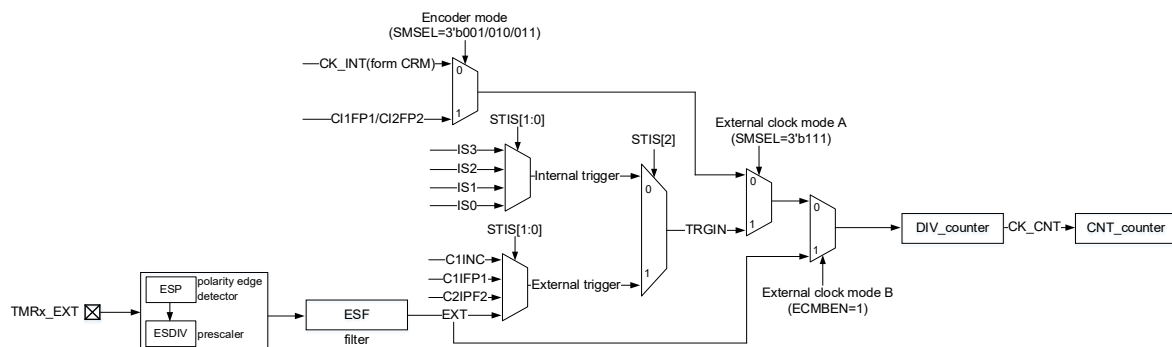 Encoder mode
(SMSEL=3'b001/010/011)
CK_INT(form CRM)
0
1
CI1FP1/CI2FP2
STIS[1:0]
IS3
IS2
IS1
IS0
Internal trigger
STIS[2]
0
1
External clock mode A
(SMSEL=3'b111)
0
1
TRGIN
0
1
DIV_counter
CK_CNT
CNT_counter
STIS[1:0]
C1INC
C1IFP1
C2IPF2
EXT
External trigger
External clock mode B
(ECMBEN=1)
TMRx_EXT
ESP
polarity edge
detector
ESDIV
prescaler
ESF
filter